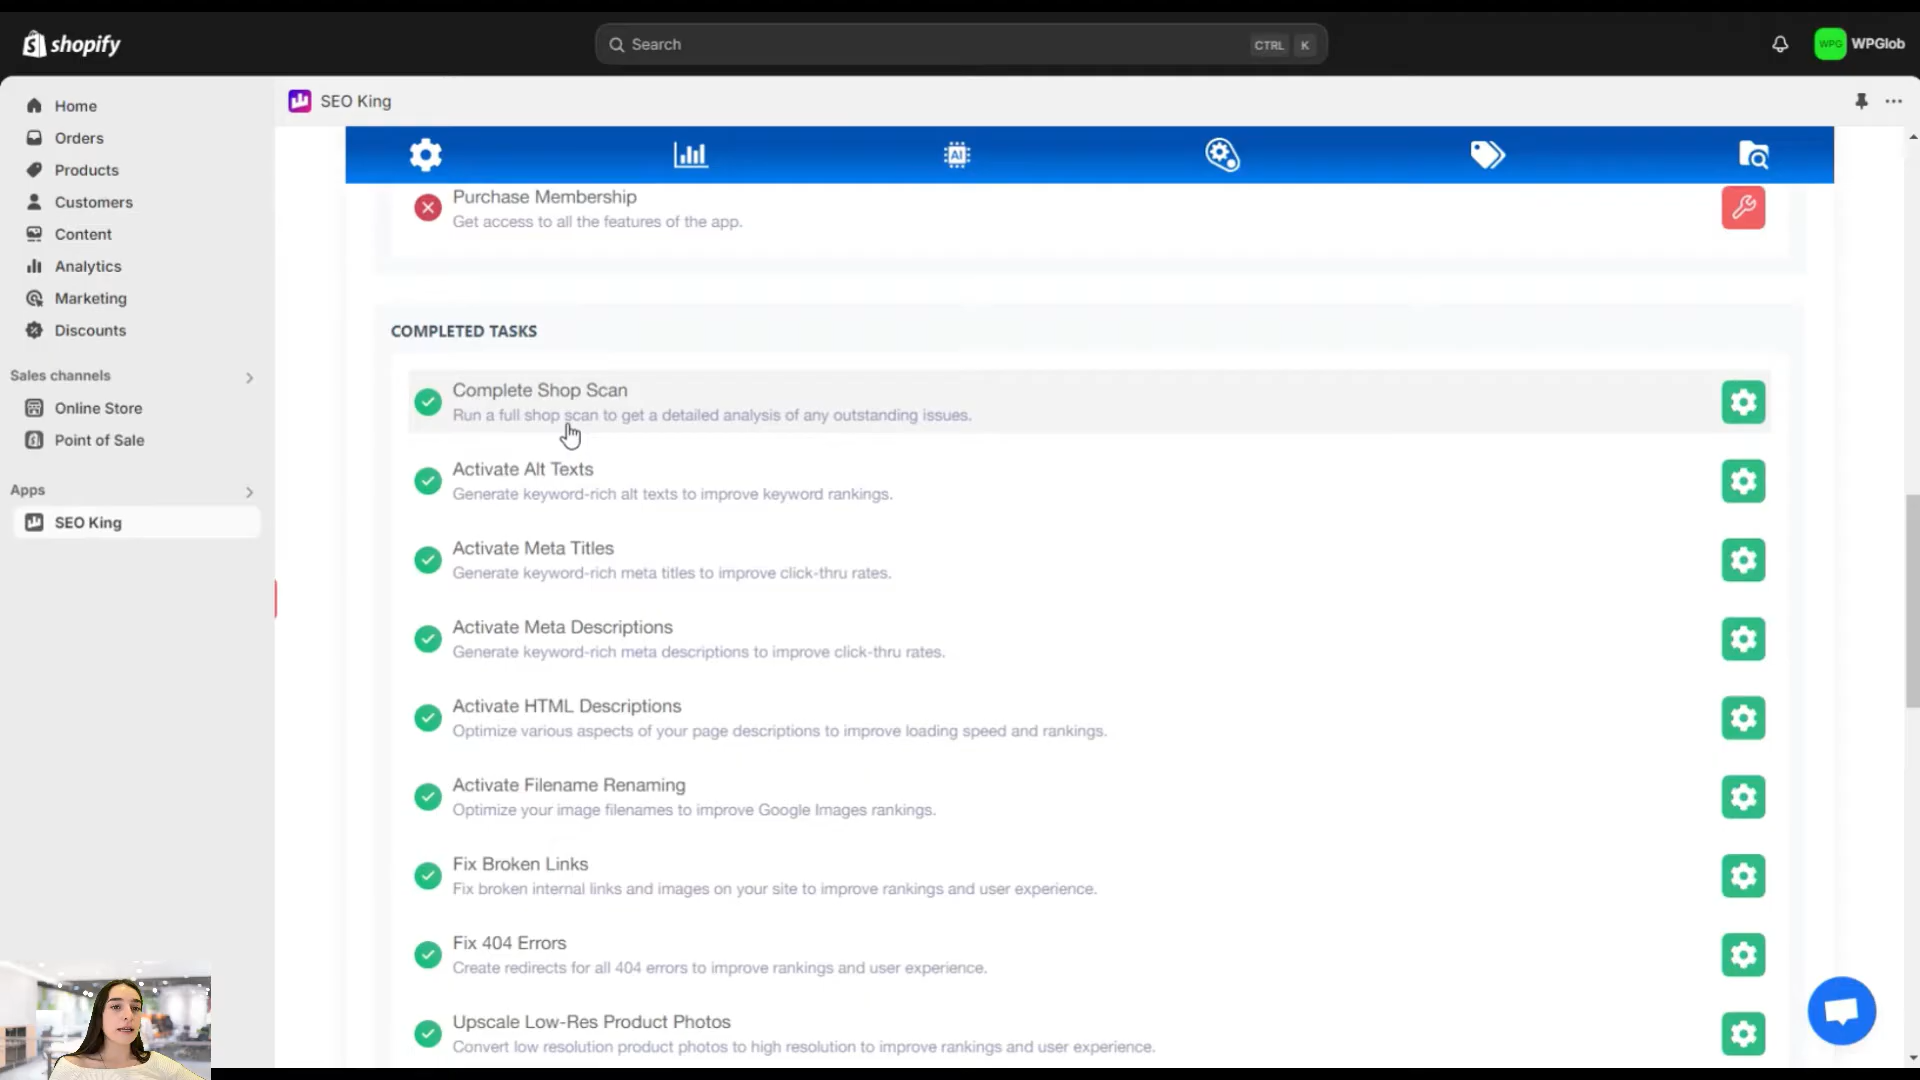 shopify
Search
CTRL K
WPG
WPGlob
Home
Orders
Products
Customers
Content
Analytics
Marketing
Discounts
Sales channels
Online Store
Point of Sale
Apps
SEO King
SEO King
AI
Purchase Membership
Get access to all the features of the app.
COMPLETED TASKS
Complete Shop Scan
Run a full shop scan to get a detailed analysis of any outstanding issues.
Activate Alt Texts
Generate keyword-rich alt texts to improve keyword rankings.
Activate Meta Titles
Generate keyword-rich meta titles to improve click-thru rates.
Activate Meta Descriptions
Generate keyword-rich meta descriptions to improve click-thru rates.
Activate HTML Descriptions
Optimize various aspects of your page descriptions to improve loading speed and rankings.
Activate Filename Renaming
Optimize your image filenames to improve Google Images rankings.
Fix Broken Links
Fix broken internal links and images on your site to improve rankings and user experience.
Fix 404 Errors
Create redirects for all 404 errors to improve rankings and user experience.
Upscale Low-Res Product Photos
Convert low resolution product photos to high resolution to improve rankings and user experience.